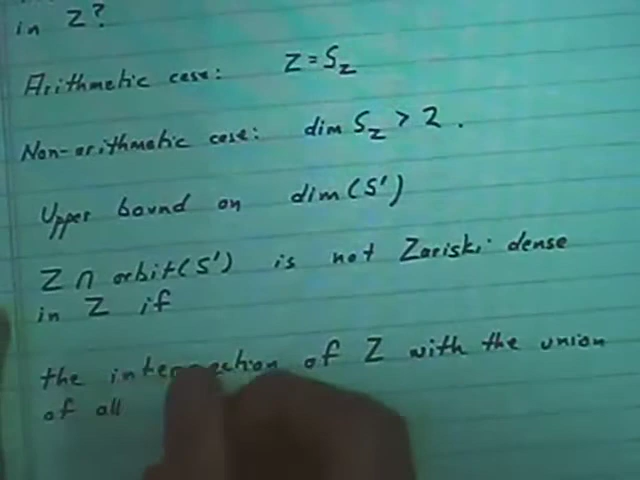 in Z?
Arithmetic case: Z = S_Z
Non-arithmetic case: dim S_Z > 2.
Upper bound on dim(S')
Z ∩ orbit(S') is not Zariski dense
in Z if
the intersection of Z with the union
of all